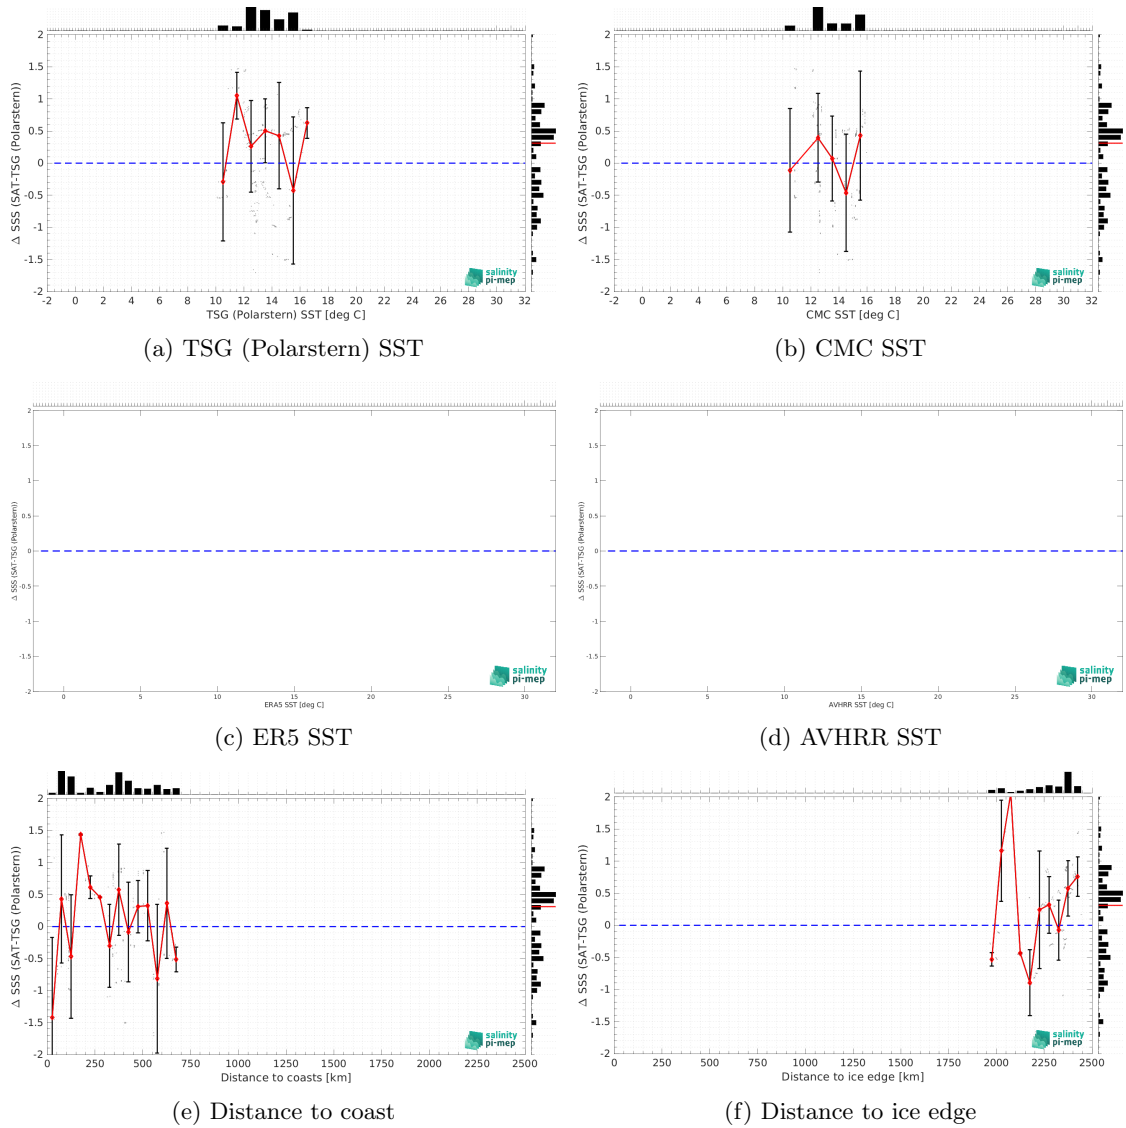 2
1.5
1
0.5
0
-0.5
-1
-1.5
-2
Δ SSS (SAT-TSG (Polarstern))
-2 0 2 4 6 8 10 12 14 16 18 20 22 24 26 28 30 32
TSG (Polarstern) SST [deg C]
salinity
pi-mep
(a) TSG (Polarstern) SST
2
1.5
1
0.5
0
-0.5
-1
-1.5
-2
Δ SSS (SAT-TSG (Polarstern))
-2 0 2 4 6 8 10 12 14 16 18 20 22 24 26 28 30 32
CMC SST [deg C]
salinity
pi-mep
(b) CMC SST
2
1.5
1
0.5
0
-0.5
-1
-1.5
-2
Δ SSS (SAT-TSG (Polarstern))
0 5 10 15 20 25 30
ERA5 SST [deg C]
salinity
pi-mep
(c) ER5 SST
2
1.5
1
0.5
0
-0.5
-1
-1.5
-2
Δ SSS (SAT-TSG (Polarstern))
0 5 10 15 20 25 30
AVHRR SST [deg C]
salinity
pi-mep
(d) AVHRR SST
2
1.5
1
0.5
0
-0.5
-1
-1.5
-2
Δ SSS (SAT-TSG (Polarstern))
0 250 500 750 1000 1250 1500 1750 2000 2250 2500
Distance to coasts [km]
salinity
pi-mep
(e) Distance to coast
2
1.5
1
0.5
0
-0.5
-1
-1.5
-2
Δ SSS (SAT-TSG (Polarstern))
0 250 500 750 1000 1250 1500 1750 2000 2250 2500
Distance to ice edge [km]
salinity
pi-mep
(f) Distance to ice edge